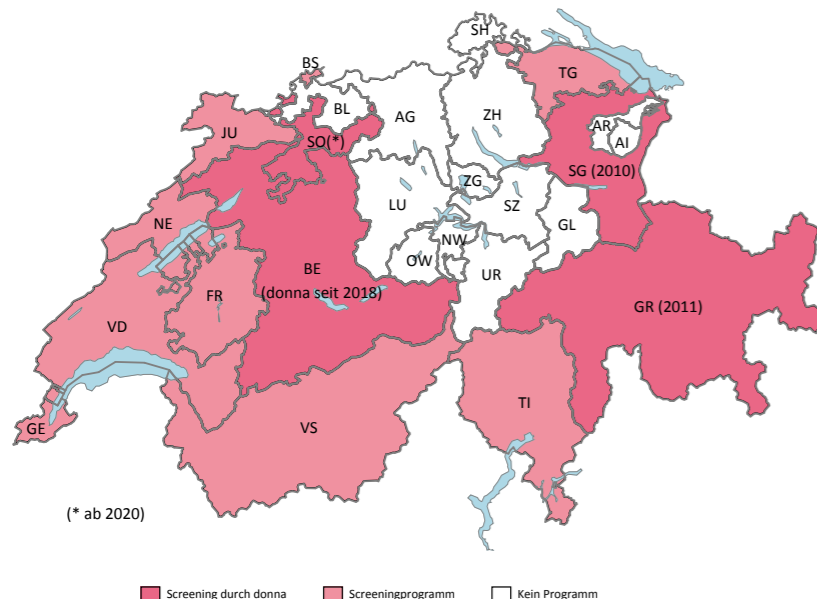 SH
BS
TG
BL
AG
ZH
JU
SO(*)
AR
AI
SG (2010)
ZG
LU
SZ
NE
NW
GL
OW
UR
BE
(donna seit 2018)
FR
GR (2011)
VD
TI
GE
VS
(* ab 2020)
Screening durch donna
Screeningprogramm
Kein Programm